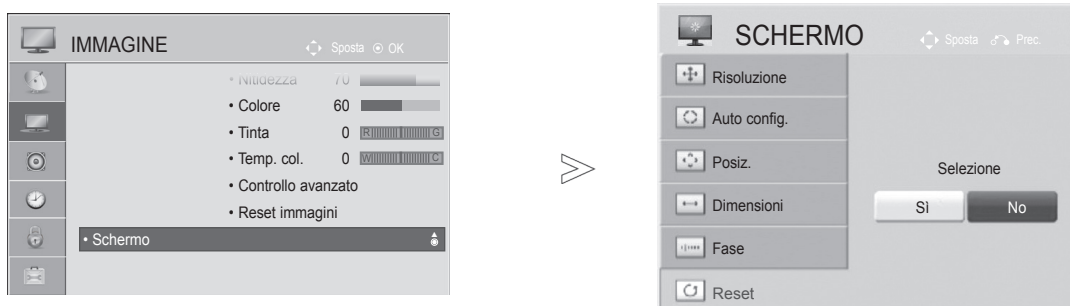 IMMAGINE
Sposta OK
• Nitidezza 70
• Colore 60
• Tinta 0 R G
• Temp. col. 0 W C
• Controllo avanzato
• Reset immagini
• Schermo
SCHERMO
Sposta Prec.
Risoluzione
Auto config.
Posiz.
Dimensioni
Fase
Reset
Selezione
Sì No